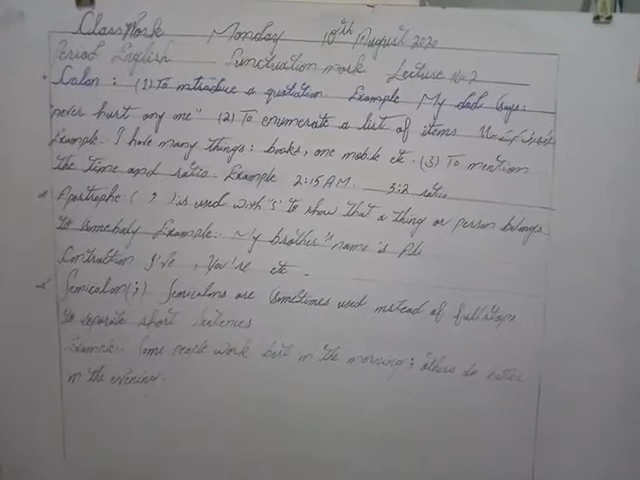 ClassWork Monday 10th August 2020
Period English Punctuation mark Lecture No 2
Colon : (1) To introduce a quotation. Example My dad says:
"never hurt any one" (2) To enumerate a list of items
Example. I have many things: books, one mobile etc. (3) To mention
the time and ratio. Example 2:15 AM. 5:2 ratio
Apostrophe ( , ) is used with "s" to show that a thing or person belongs
to somebody Example:- My brother's name is Ali
Contraction I've , You're etc -
Semicolon (;) Semicolons are sometimes used instead of full stops
to separate short sentences
Example:- Some people work best in the morning; others do better
in the evening.